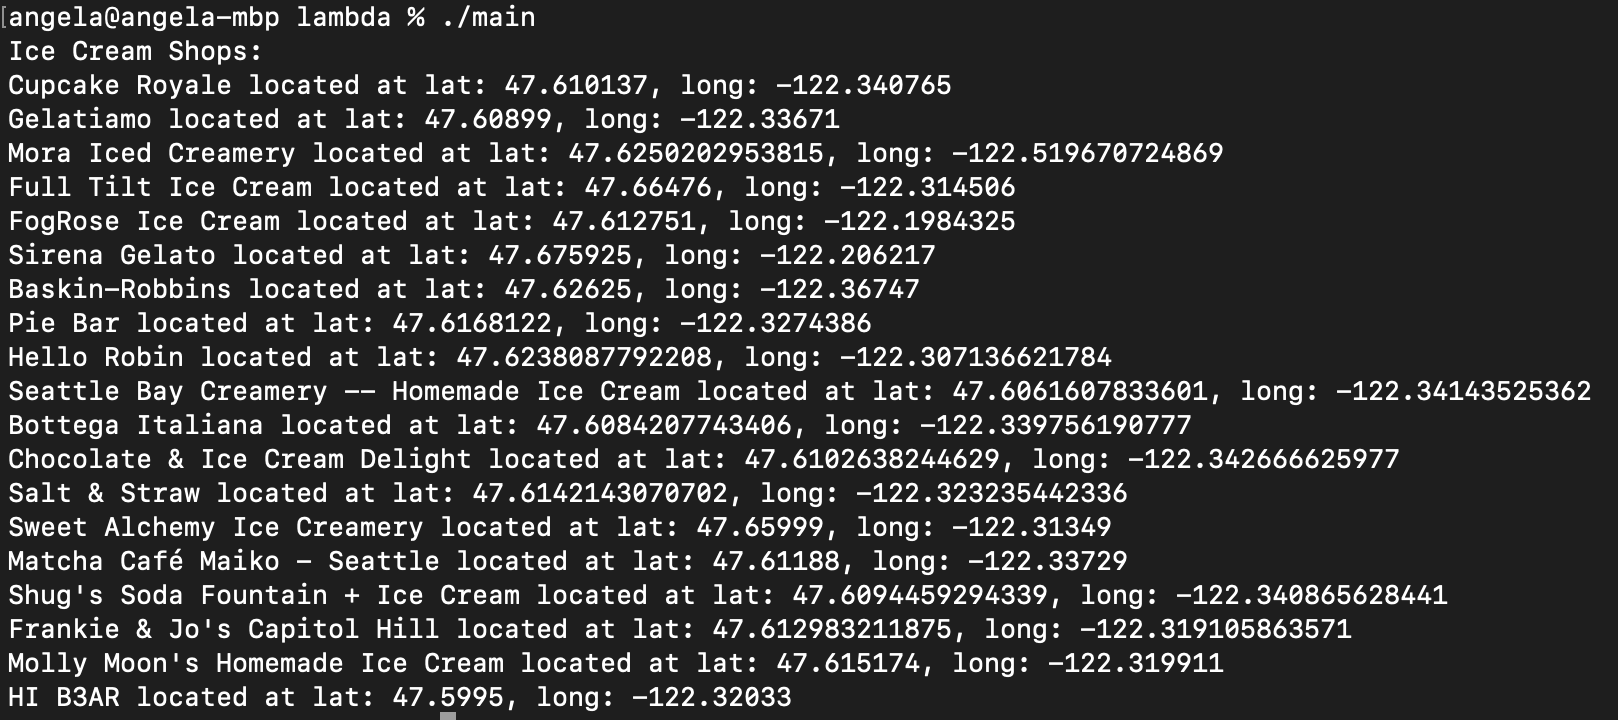 angela@angela-mbp lambda % ./main
Ice Cream Shops:
Cupcake Royale located at lat: 47.610137, long: -122.340765
Gelatiamo located at lat: 47.60899, long: -122.33671
Mora Iced Creamery located at lat: 47.6250202953815, long: -122.519670724869
Full Tilt Ice Cream located at lat: 47.66476, long: -122.314506
FogRose Ice Cream located at lat: 47.612751, long: -122.1984325
Sirena Gelato located at lat: 47.675925, long: -122.206217
Baskin-Robbins located at lat: 47.62625, long: -122.36747
Pie Bar located at lat: 47.6168122, long: -122.3274386
Hello Robin located at lat: 47.6238087792208, long: -122.307136621784
Seattle Bay Creamery -- Homemade Ice Cream located at lat: 47.6061607833601, long: -122.34143525362
Bottega Italiana located at lat: 47.6084207743406, long: -122.339756190777
Chocolate & Ice Cream Delight located at lat: 47.6102638244629, long: -122.342666625977
Salt & Straw located at lat: 47.6142143070702, long: -122.323235442336
Sweet Alchemy Ice Creamery located at lat: 47.65999, long: -122.31349
Matcha Café Maiko - Seattle located at lat: 47.61188, long: -122.33729
Shug's Soda Fountain + Ice Cream located at lat: 47.6094459294339, long: -122.340865628441
Frankie & Jo's Capitol Hill located at lat: 47.612983211875, long: -122.319105863571
Molly Moon's Homemade Ice Cream located at lat: 47.615174, long: -122.319911
HI B3AR located at lat: 47.5995, long: -122.32033